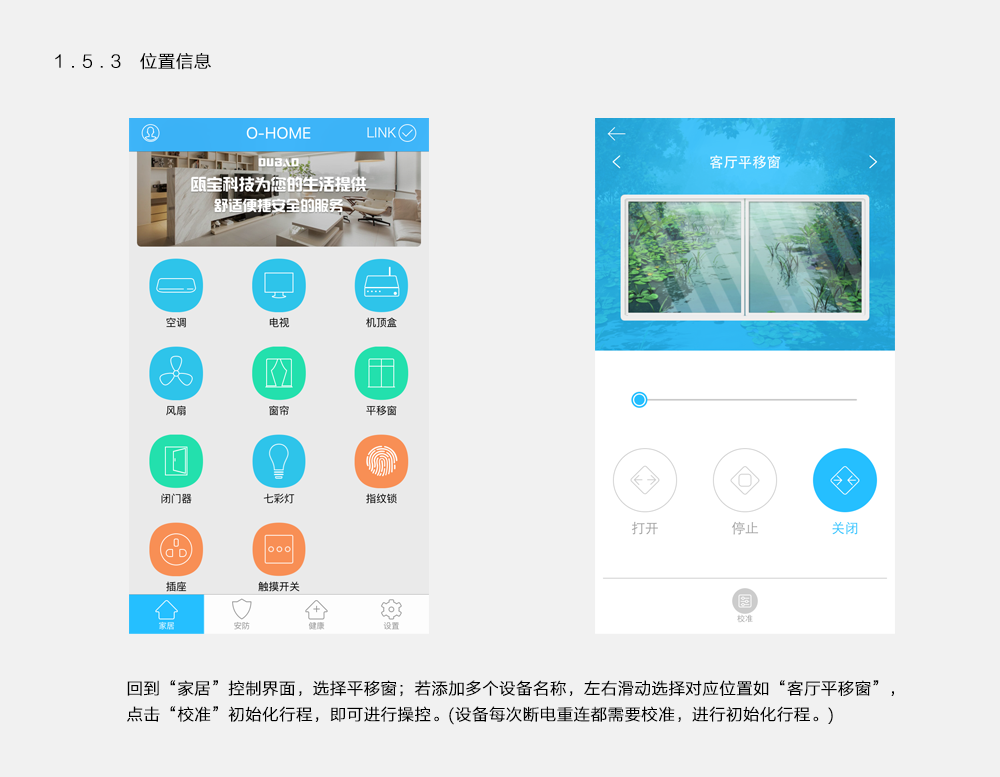 1.5.3 位置信息
O-HOME
LINK
OUBAO
瓯宝科技为您的生活提供
舒适便捷安全的服务
空调
电视
机顶盒
风扇
窗帘
平移窗
闭门器
七彩灯
指纹锁
插座
触摸开关
家居
安防
健康
设置
客厅平移窗
打开
停止
关闭
校准
回到“家居”控制界面，选择平移窗；若添加多个设备名称，左右滑动选择对应位置如“客厅平移窗”，
点击“校准”初始化行程，即可进行操控。(设备每次断电重连都需要校准，进行初始化行程。)